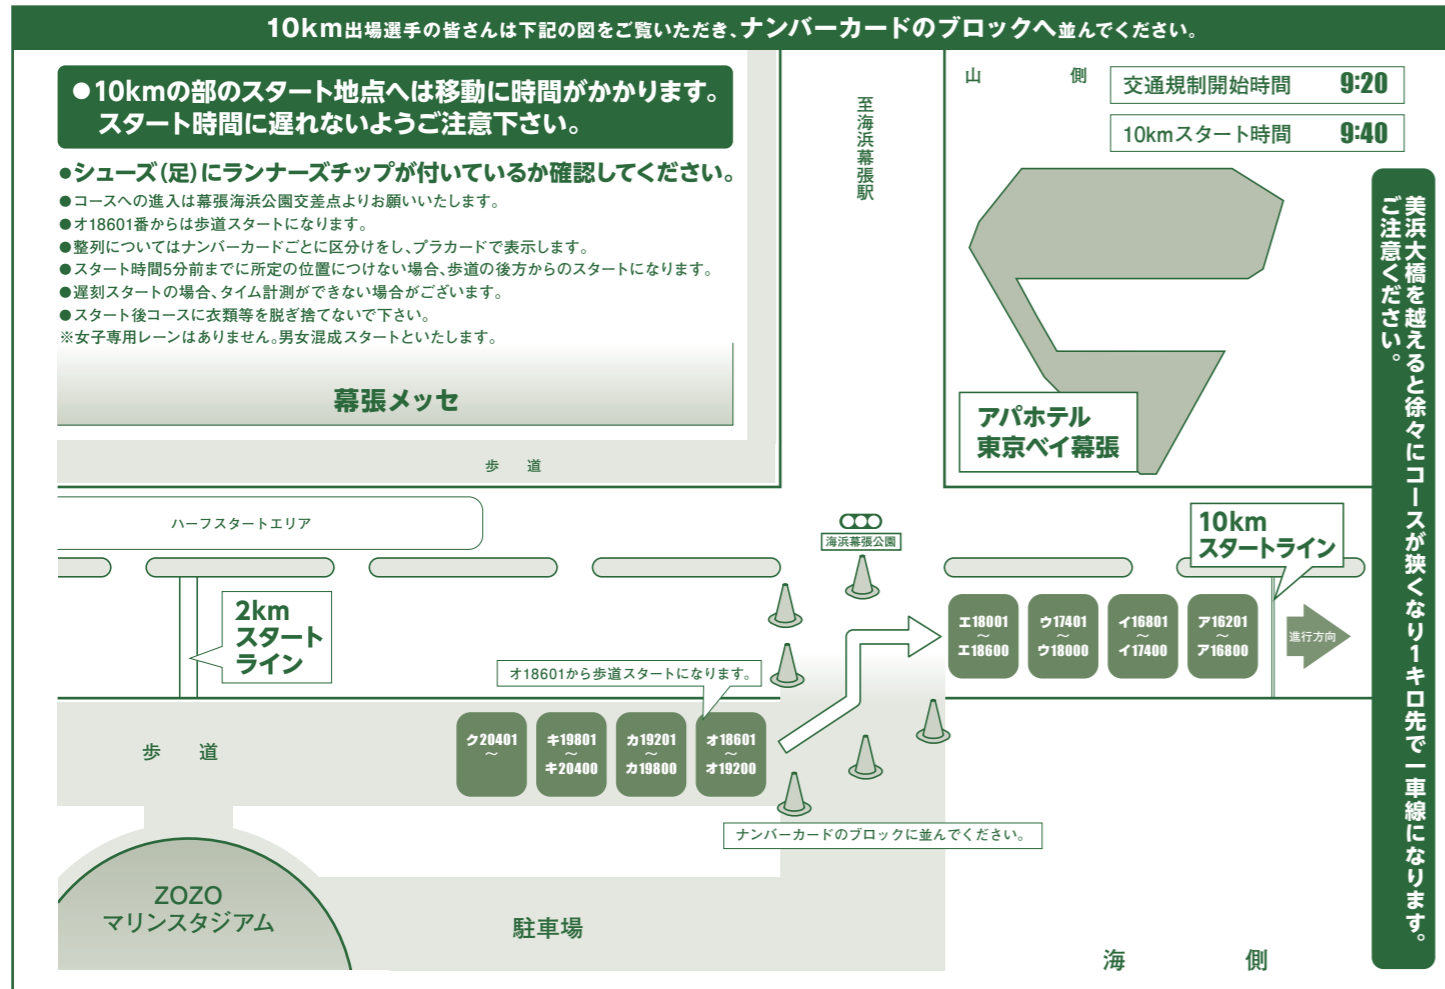 10km出場選手の皆さんは下記の図をご覧いただき、ナンバーカードのブロックへ並んでください。
●10kmの部のスタート地点へは移動に時間がかかります。
スタート時間に遅れないようご注意下さい。
●シューズ(足)にランナーズチップが付いているか確認してください。
●コースへの進入は幕張海浜公園交差点よりお願いいたします。
●オ18601番からは歩道スタートになります。
●整列についてはナンバーカードごとに区分けをし、プラカードで表示します。
●スタート時間5分前までに所定の位置につけない場合、歩道の後方からのスタートになります。
●遅刻スタートの場合、タイム計測ができない場合がございます。
●スタート後コースに衣類等を脱ぎ捨てないで下さい。
※女子専用レーンはありません。男女混成スタートといたします。
幕張メッセ
歩 道
至海浜幕張駅
山 側
交通規制開始時間 9:20
10kmスタート時間 9:40
アパホテル
東京ベイ幕張
美浜大橋を越えると徐々にコースが狭くなり1キロ先で一車線になります。
ご注意ください。
ハーフスタートエリア
海浜幕張公園
10km
スタートライン
2km
スタート
ライン
エ18001
～
エ18600
ウ17401
～
ウ18000
イ16801
～
イ17400
ア16201
～
ア16800
進行方向
オ18601から歩道スタートになります。
歩 道
ク20401
～
キ19801
～
キ20400
カ19201
～
カ19800
オ18601
～
オ19200
ナンバーカードのブロックに並んでください。
ZOZO
マリンスタジアム
駐車場
海 側